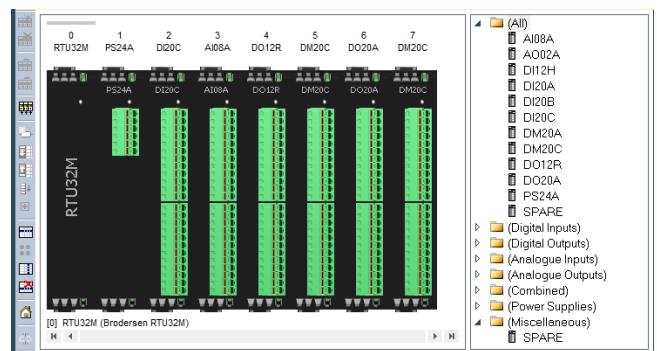 0 1 2 3 4 5 6 7
RTU32M PS24A DI20C AI08A DO12R DM20C DO20A DM20C
PS24A DI20C AI08A DO12R DM20C DO20A DM20C
RTU32M
[0] RTU32M (Brodersen RTU32M)
(All)
AI08A
AO02A
DI12H
DI20A
DI20B
DI20C
DM20A
DM20C
DO12R
DO20A
PS24A
SPARE
(Digital Inputs)
(Digital Outputs)
(Analogue Inputs)
(Analogue Outputs)
(Combined)
(Power Supplies)
(Miscellaneous)
SPARE